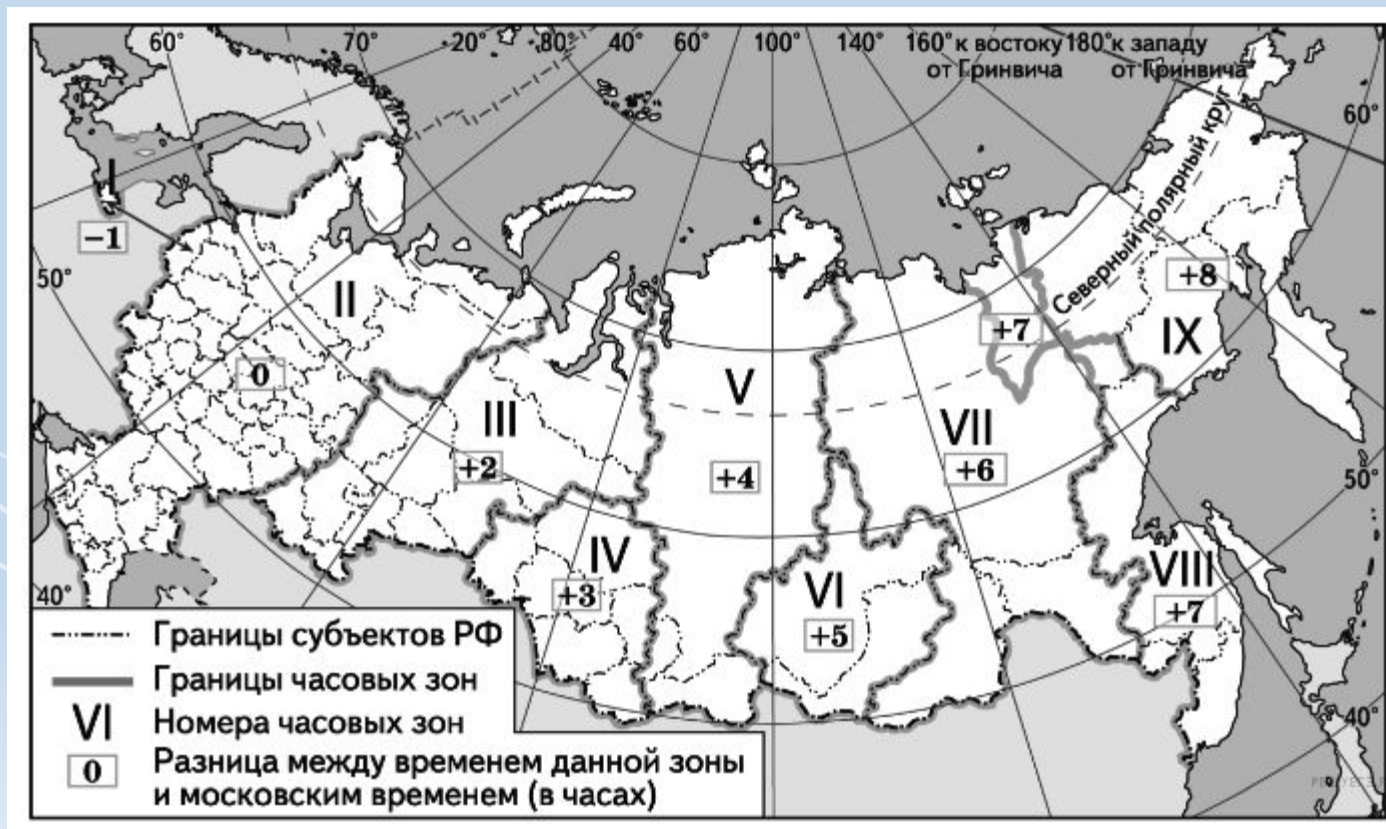 60° 70° 20° 80° 40° 60° 100° 140° 160° к востоку 180° к западу
от Гринвича от Гринвича
60°
Северный полярный круг
I
−1
50°
II
0
III
+2
IV
+3
V
+4
VI
+5
VII
+6
+7
+8
IX
VIII
+7
50°
40°
40°
Границы субъектов РФ
Границы часовых зон
VI Номера часовых зон
0 Разница между временем данной зоны
и московским временем (в часах)